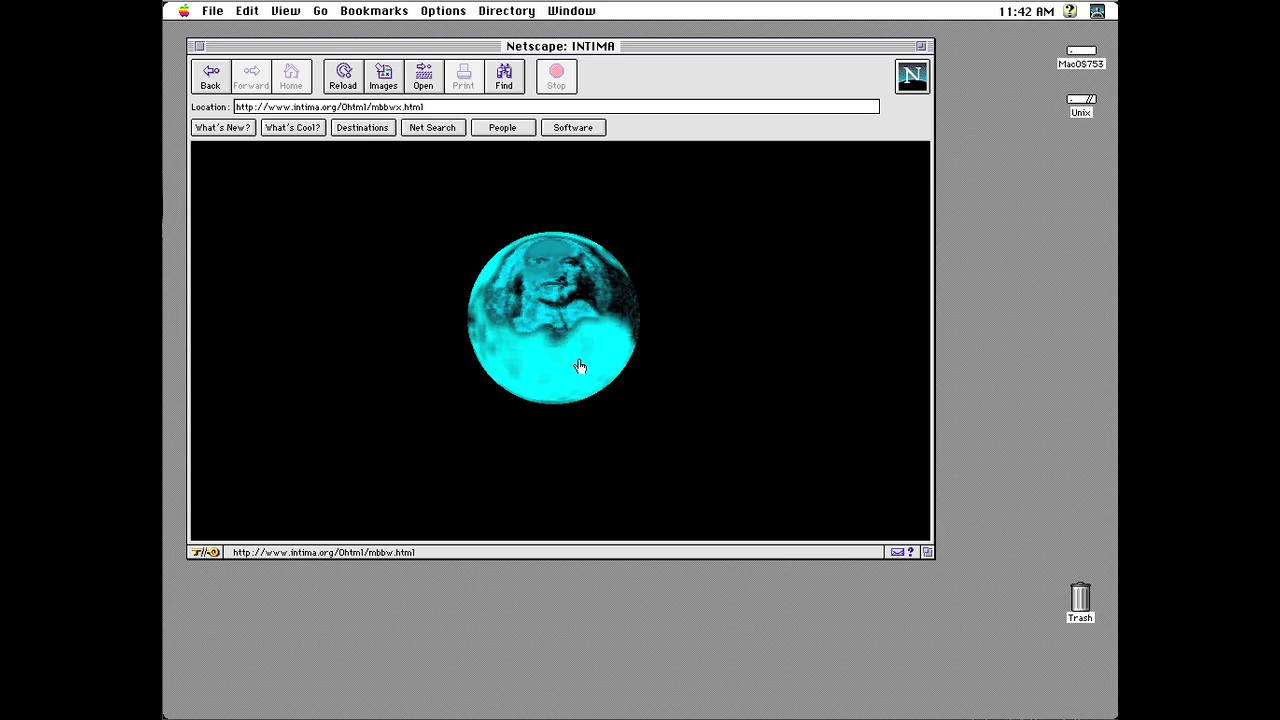 File Edit View Go Bookmarks Options Directory Window 11:42 AM
Netscape: INTIMA
MacOS753
Back Forward Home Reload Images Open Print Find Stop
N
Location: http://www.intima.org/0html/mbbwx.html
Unix
What's New? What's Cool? Destinations Net Search People Software
http://www.intima.org/0html/mbbw.html
Trash